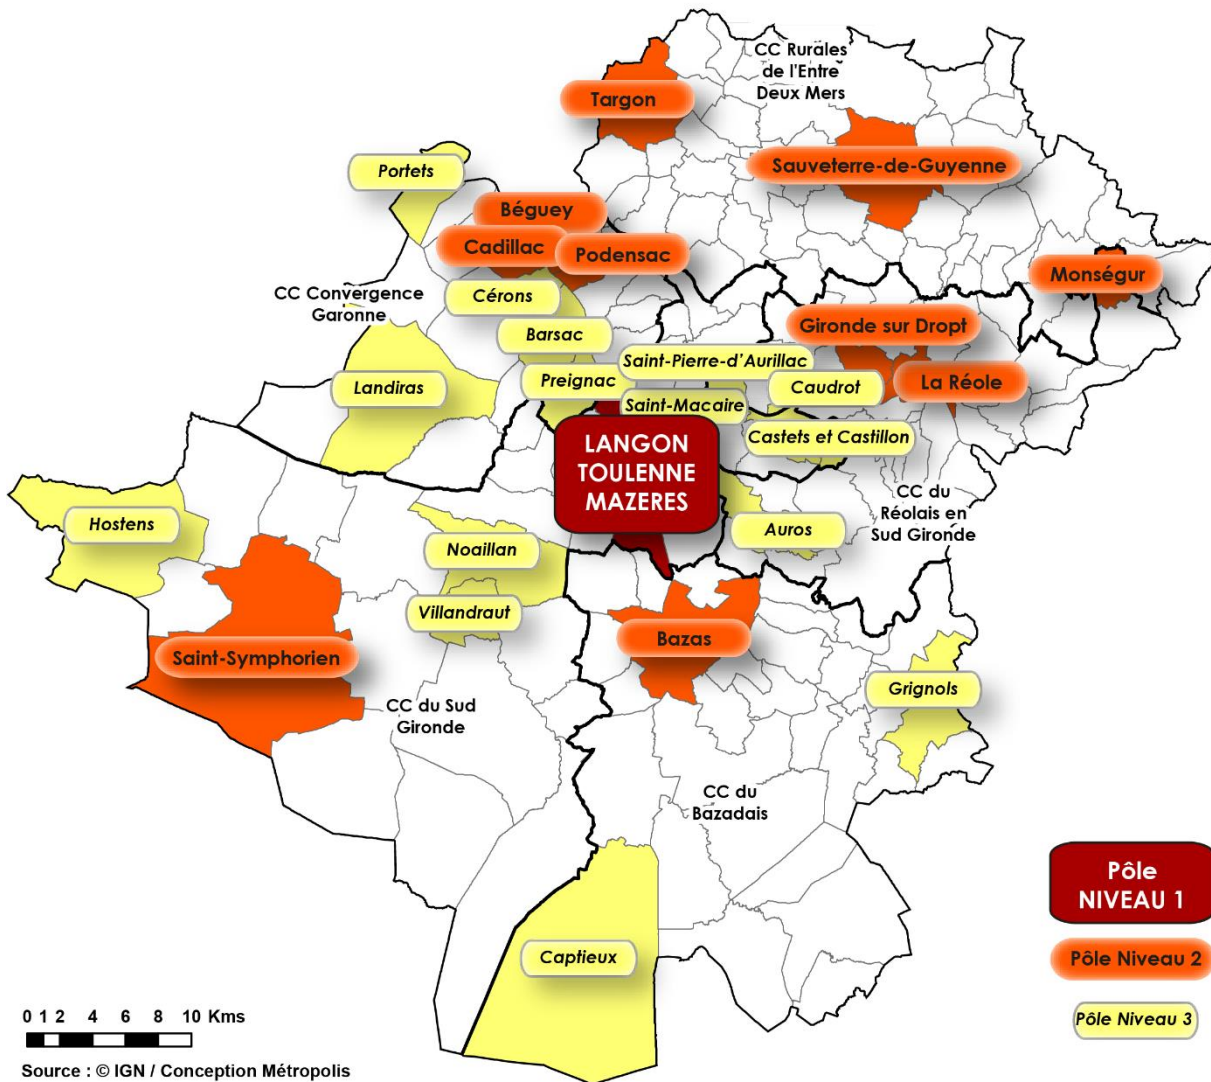 CC Rurales
de l'Entre
Deux Mers
Targon
Sauveterre-de-Guyenne
Portets
Béguey
Cadillac
Podensac
Monségur
CC Convergence
Garonne
Cérons
Barsac
Gironde sur Dropt
Saint-Pierre-d'Aurillac
Landiras
Preignac
Caudrot
La Réole
Saint-Macaire
Castets et Castillon
LANGON
TOULENNE
MAZERES
CC du
Réolais en
Sud Gironde
Hostens
Auros
Noaillan
Villandraut
Bazas
Saint-Symphorien
Grignols
CC du Sud
Gironde
CC du
Bazadais
Captieux
Pôle
NIVEAU 1
Pôle Niveau 2
Pôle Niveau 3
0 1 2 4 6 8 10 Kms
Source : © IGN / Conception Métropolis